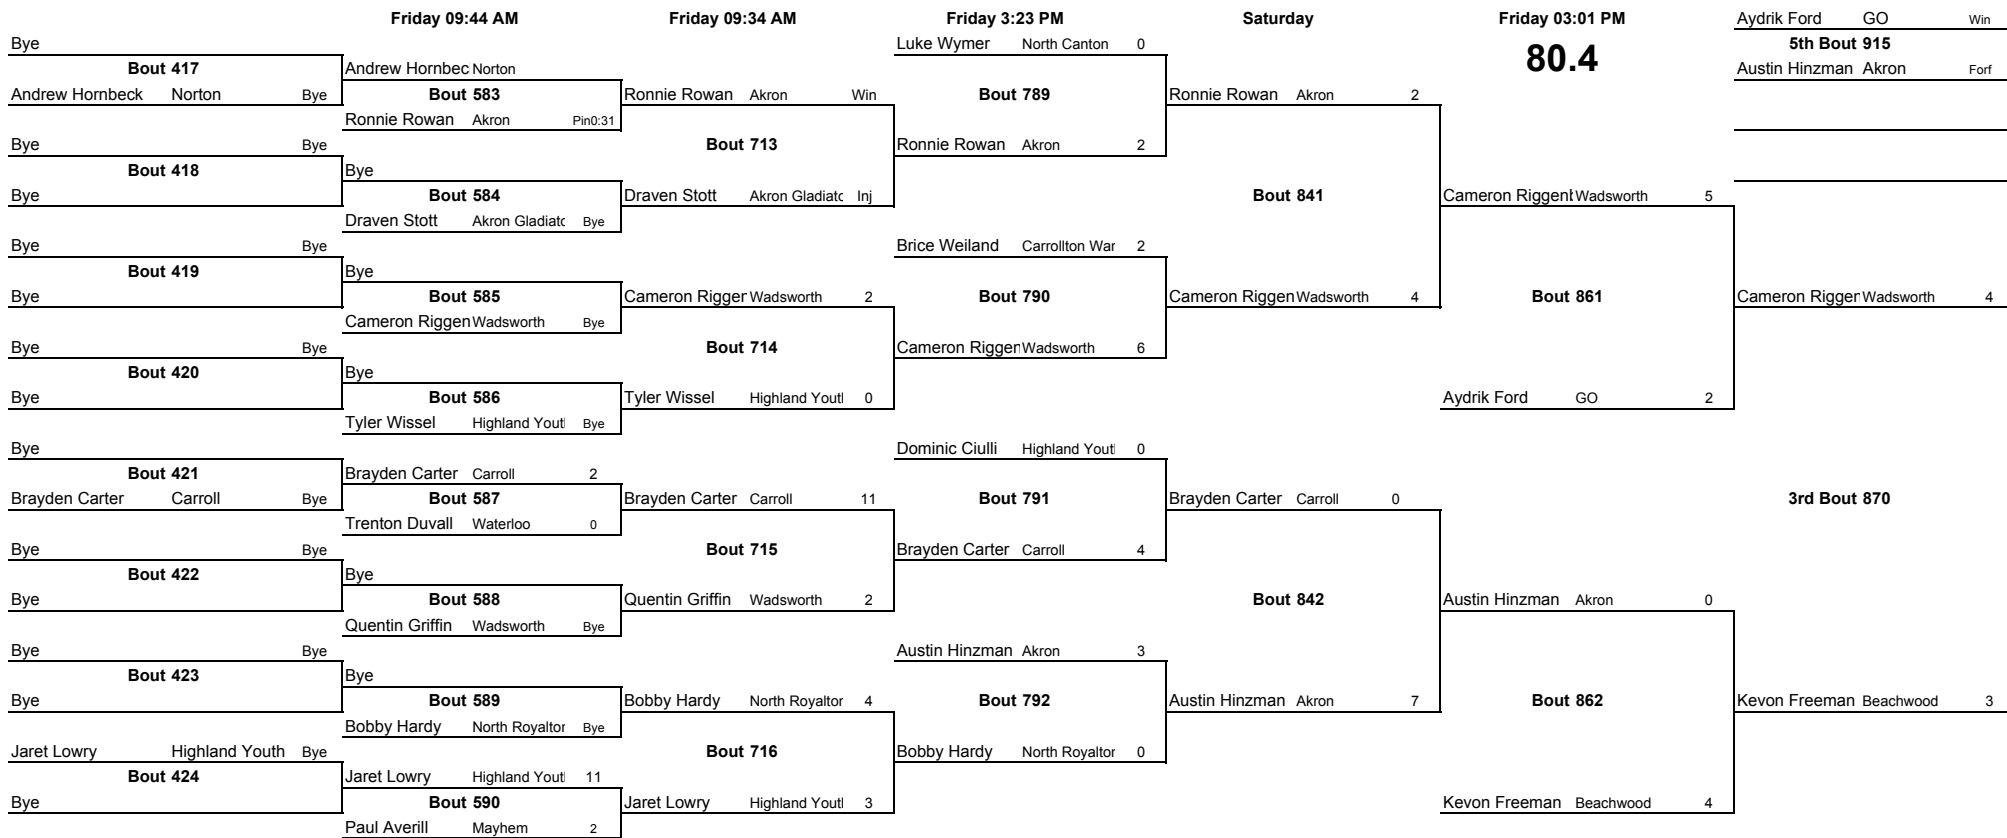 Friday 09:44 AM Friday 09:34 AM Friday 3:23 PM Saturday Friday 03:01 PM Aydrik Ford GO Win
Bye Luke Wymer North Canton 0 80.4 5th Bout 915
Bout 417 Andrew Hornbec Norton Austin Hinzman Akron Forf
Andrew Hornbeck Norton Bye Bout 583 Ronnie Rowan Akron Win Bout 789 Ronnie Rowan Akron 2
Ronnie Rowan Akron Pin0:31
Bye Bye Bout 713 Ronnie Rowan Akron 2
Bout 418 Bye
Bye Bout 584 Draven Stott Akron Gladiatc Inj Bout 841 Cameron Riggenb Wadsworth 5
Draven Stott Akron Gladiatc Bye
Bye Bye Brice Weiland Carrollton War 2
Bout 419 Bye
Bye Bout 585 Cameron Rigger Wadsworth 2 Bout 790 Cameron Riggen Wadsworth 4 Bout 861 Cameron Rigger Wadsworth 4
Cameron Riggen Wadsworth Bye
Bye Bye Bout 714 Cameron Riggen Wadsworth 6
Bout 420 Bye
Bye Bout 586 Tyler Wissel Highland Youtl 0 Aydrik Ford GO 2
Tyler Wissel Highland Youtl Bye
Bye Dominic Ciulli Highland Youtl 0
Bout 421 Brayden Carter Carroll 2
Brayden Carter Carroll Bye Bout 587 Brayden Carter Carroll 11 Bout 791 Brayden Carter Carroll 0 3rd Bout 870
Trenton Duvall Waterloo 0
Bye Bye Bout 715 Brayden Carter Carroll 4
Bout 422 Bye
Bye Bout 588 Quentin Griffin Wadsworth 2 Bout 842 Austin Hinzman Akron 0
Quentin Griffin Wadsworth Bye
Bye Bye Austin Hinzman Akron 3
Bout 423 Bye
Bye Bout 589 Bobby Hardy North Royaltor 4 Bout 792 Austin Hinzman Akron 7 Bout 862 Kevon Freeman Beachwood 3
Bobby Hardy North Royaltor Bye
Jaret Lowry Highland Youth Bye Bout 716 Bobby Hardy North Royaltor 0
Bout 424 Jaret Lowry Highland Youtl 11
Bye Bout 590 Jaret Lowry Highland Youtl 3 Kevon Freeman Beachwood 4
Paul Averill Mayhem 2